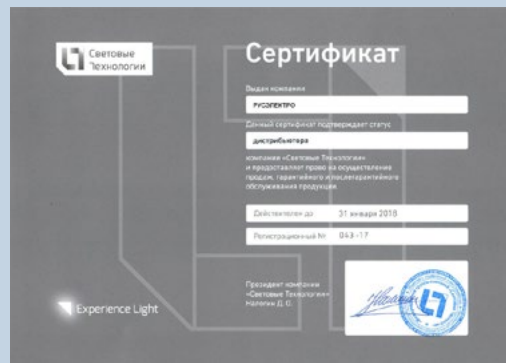 Световые
Технологии
Сертификат
Выдан компании
РУСЭЛЕКТРО
Данный сертификат подтверждает статус
дистрибьютора
компании «Световые Технологии»
и предоставляет право на осуществление
продаж, гарантийного и послегарантийного
обслуживания продукции
Действителен до 31 января 2018
Регистрационный № 043-17
Президент компании
«Световые Технологии»
Налогин Д. О.
Experience Light